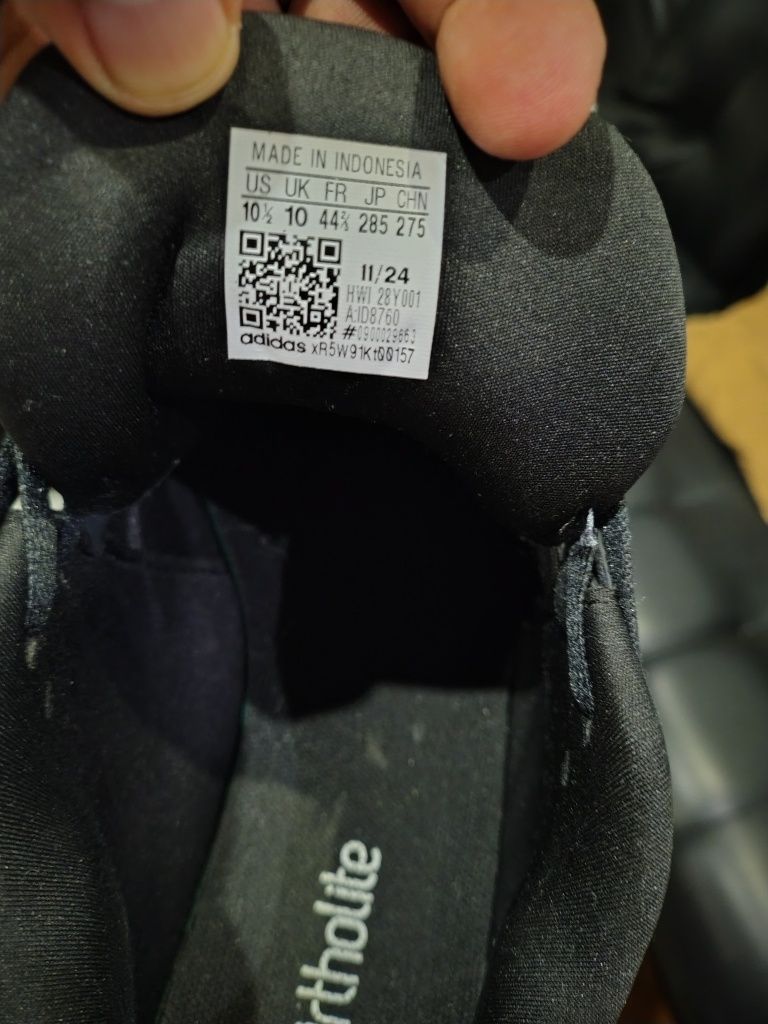 MADE IN INDONESIA
US UK FR JP CHN
10½ 10 44⅔ 285 275
11/24
HWI 28Y001
A:ID8760
#0900029663
adidas xR5W91Kt00157
rtholite